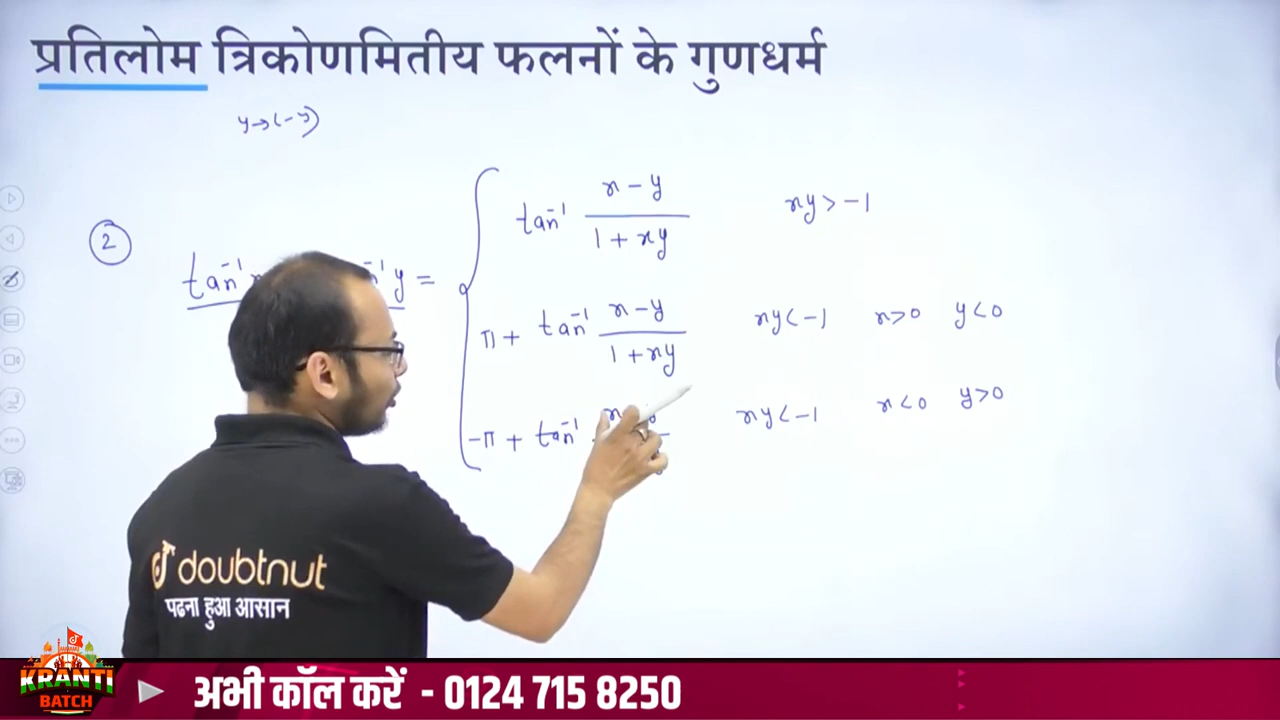 प्रतिलोम त्रिकोणमितीय फलनों के गुणधर्म
y→(-y)
②
tan⁻¹ y =
tan⁻¹ (x-y)/(1+xy) xy>-1
π + tan⁻¹ (x-y)/(1+xy) xy<-1 x>0 y<0
-π + tan⁻¹ xy<-1 x<0 y>0
doubtnut
पढना हुआ आसान
KRANTI
BATCH
अभी कॉल करें - 0124 715 8250